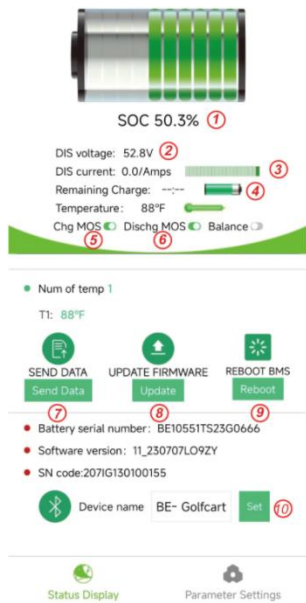 SOC 50.3% 1
DIS voltage: 52.8V 2
DIS current: 0.0/Amps 3
Remaining Charge: --:-- 4
Temperature: 88°F
Chg MOS Dischg MOS Balance
5 6
Num of temp 1
T1: 88°F
SEND DATA UPDATE FIRMWARE REBOOT BMS
Send Data Update Reboot
7 8 9
Battery serial number: BE10551TS23G0666
Software version: 11_230707LO9ZY
SN code:207IG130100155
Device name BE- Golfcart Set 10
Status Display Parameter Settings